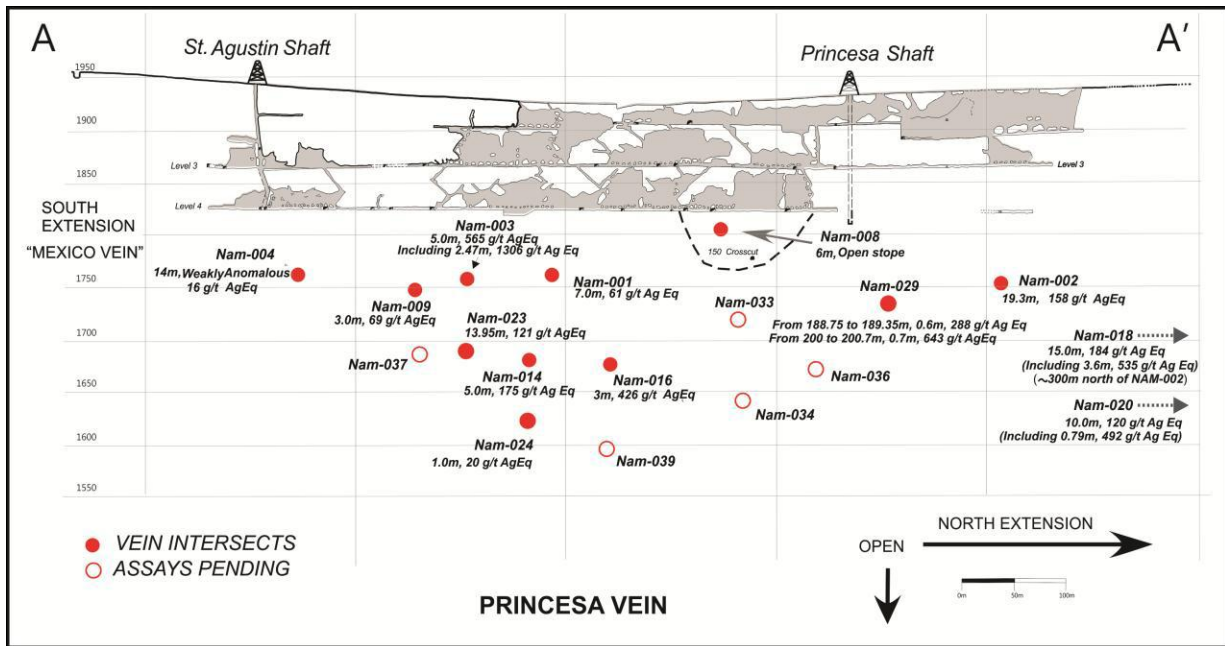 A
A'
St. Agustin Shaft
Princesa Shaft
1950
1900
1850
Level 3
Level 3
Level 4
SOUTH
EXTENSION
"MEXICO VEIN"
1750
1700
1650
1600
1550
Nam-004
14m, Weakly Anomalous
16 g/t AgEq
Nam-003
5.0m, 565 g/t AgEq
Including 2.47m, 1306 g/t AgEq
Nam-009
3.0m, 69 g/t AgEq
Nam-001
7.0m, 61 g/t Ag Eq
150 Crosscut
Nam-008
6m, Open stope
Nam-002
19.3m, 158 g/t AgEq
Nam-029
From 188.75 to 189.35m, 0.6m, 288 g/t Ag Eq
From 200 to 200.7m, 0.7m, 643 g/t AgEq
Nam-033
Nam-023
13.95m, 121 g/t AgEq
Nam-037
Nam-014
5.0m, 175 g/t Ag Eq
Nam-016
3m, 426 g/t AgEq
Nam-036
Nam-034
Nam-018
15.0m, 184 g/t Ag Eq
(Including 3.6m, 535 g/t Ag Eq)
(~300m north of NAM-002)
Nam-020
10.0m, 120 g/t Ag Eq
(Including 0.79m, 492 g/t Ag Eq)
Nam-024
1.0m, 20 g/t AgEq
Nam-039
VEIN INTERSECTS
ASSAYS PENDING
PRINCESA VEIN
NORTH EXTENSION
OPEN
0m 50m 100m